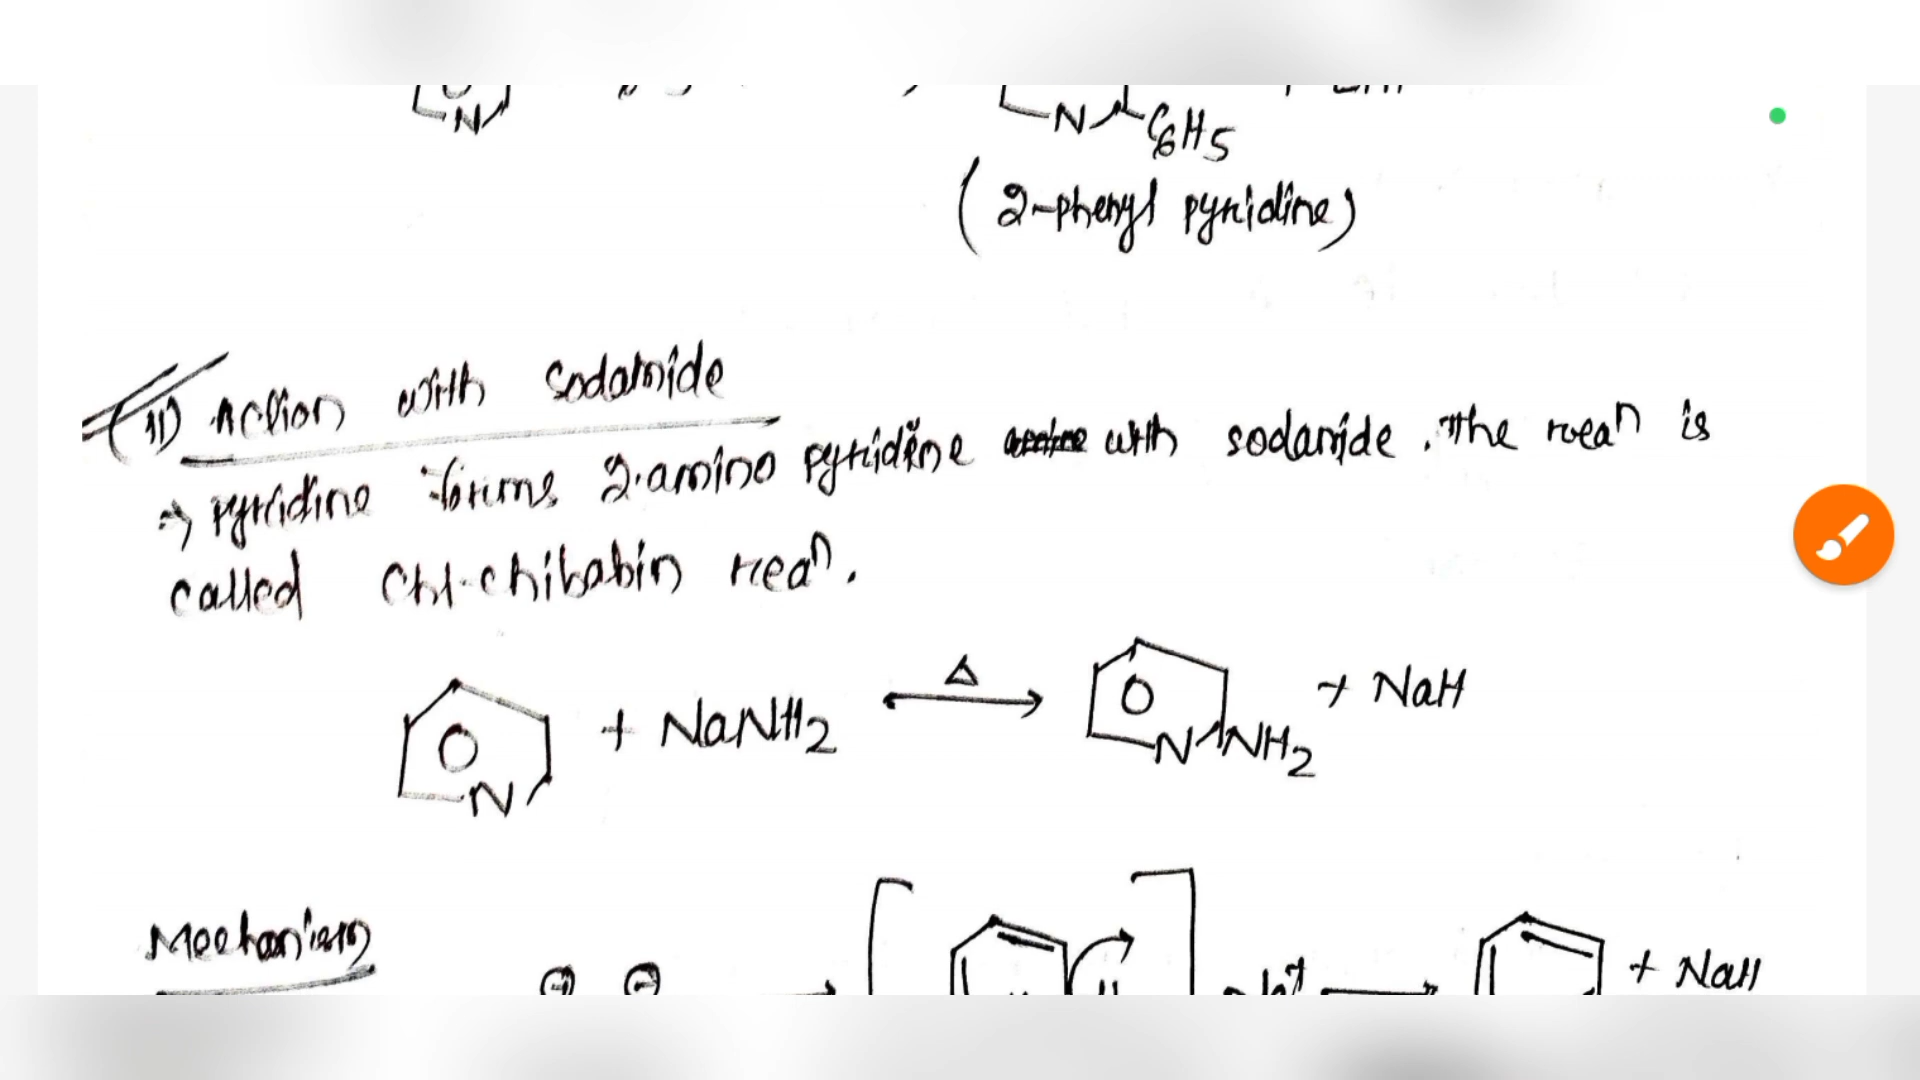 N
N C6H5
(2-phenyl pyridine)
(11) Action with Sodamide
→ pyridine forms 2-amino pyridine with sodamide. The reaⁿ is
called Chi-chibabin reaⁿ.
N + NaNH2 Δ N NH2 + NaH
Mechanism
⊕ ⊖ + NaH